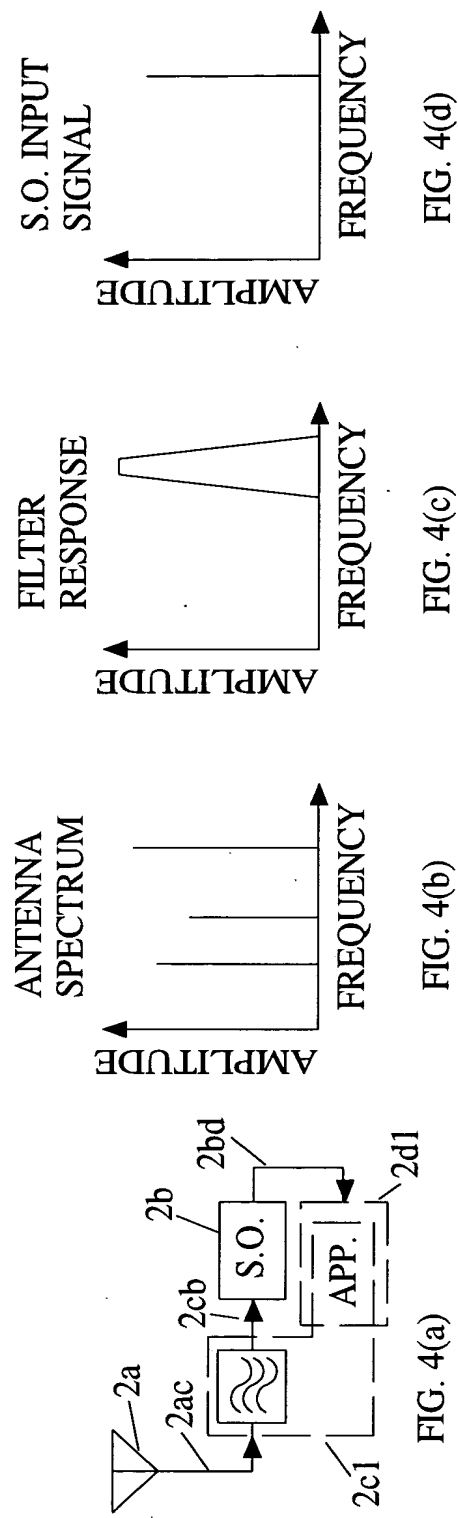 2a
2ac
2cb
2b
S.O.
2bd
APP.
2d1
2c1
FIG. 4(a)
ANTENNA
SPECTRUM
AMPLITUDE
FREQUENCY
FIG. 4(b)
FILTER
RESPONSE
AMPLITUDE
FREQUENCY
FIG. 4(c)
S.O. INPUT
SIGNAL
AMPLITUDE
FREQUENCY
FIG. 4(d)